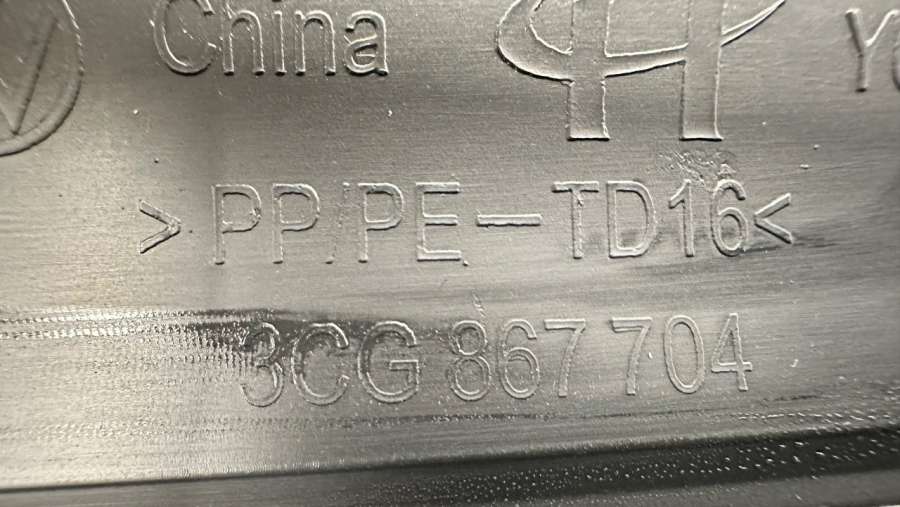 China
>PP/PE-TD16<
3CG 867 704